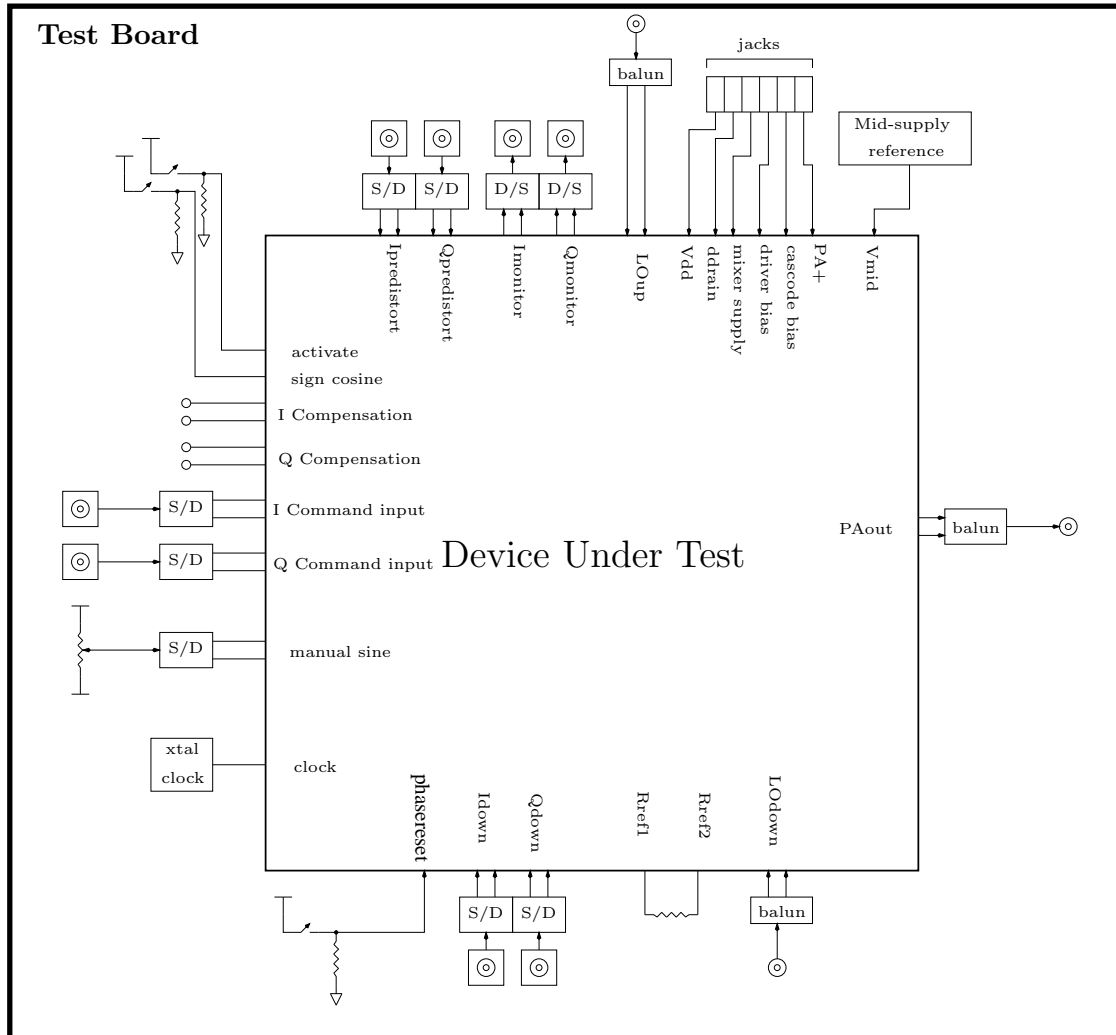 Test Board
jacks
balun
Mid-supply
reference
S/D
S/D
D/S
D/S
Ipredistort
Qpredistort
Imonitor
Qmonitor
LOup
Vdd
ddrain
mixer supply
driver bias
cascode bias
PA+
Vmid
activate
sign cosine
I Compensation
Q Compensation
S/D
I Command input
S/D
Q Command input
Device Under Test
PAout
balun
S/D
manual sine
xtal
clock
clock
phasereset
Idown
Qdown
Rref1
Rref2
LOdown
S/D
S/D
balun